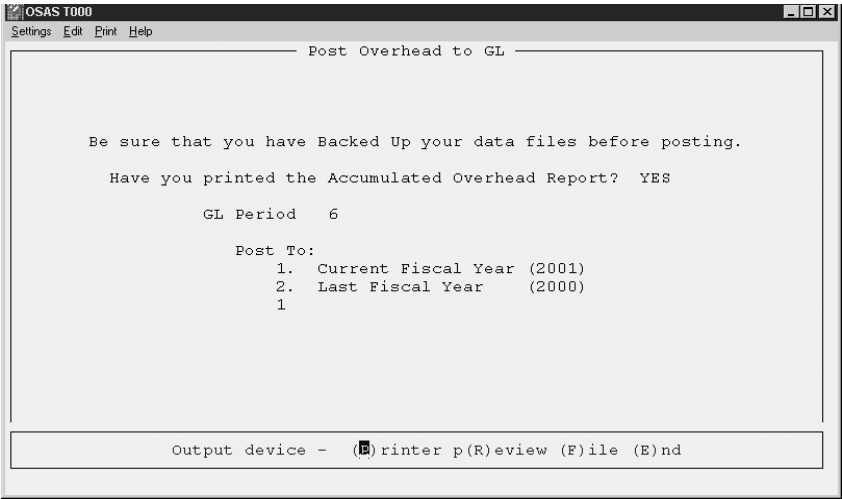 OSAS T000
Settings Edit Print Help
Post Overhead to GL
Be sure that you have Backed Up your data files before posting.
Have you printed the Accumulated Overhead Report? YES
GL Period 6
Post To:
1. Current Fiscal Year (2001)
2. Last Fiscal Year (2000)
1
Output device - (P)rinter p(R)eview (F)ile (E)nd